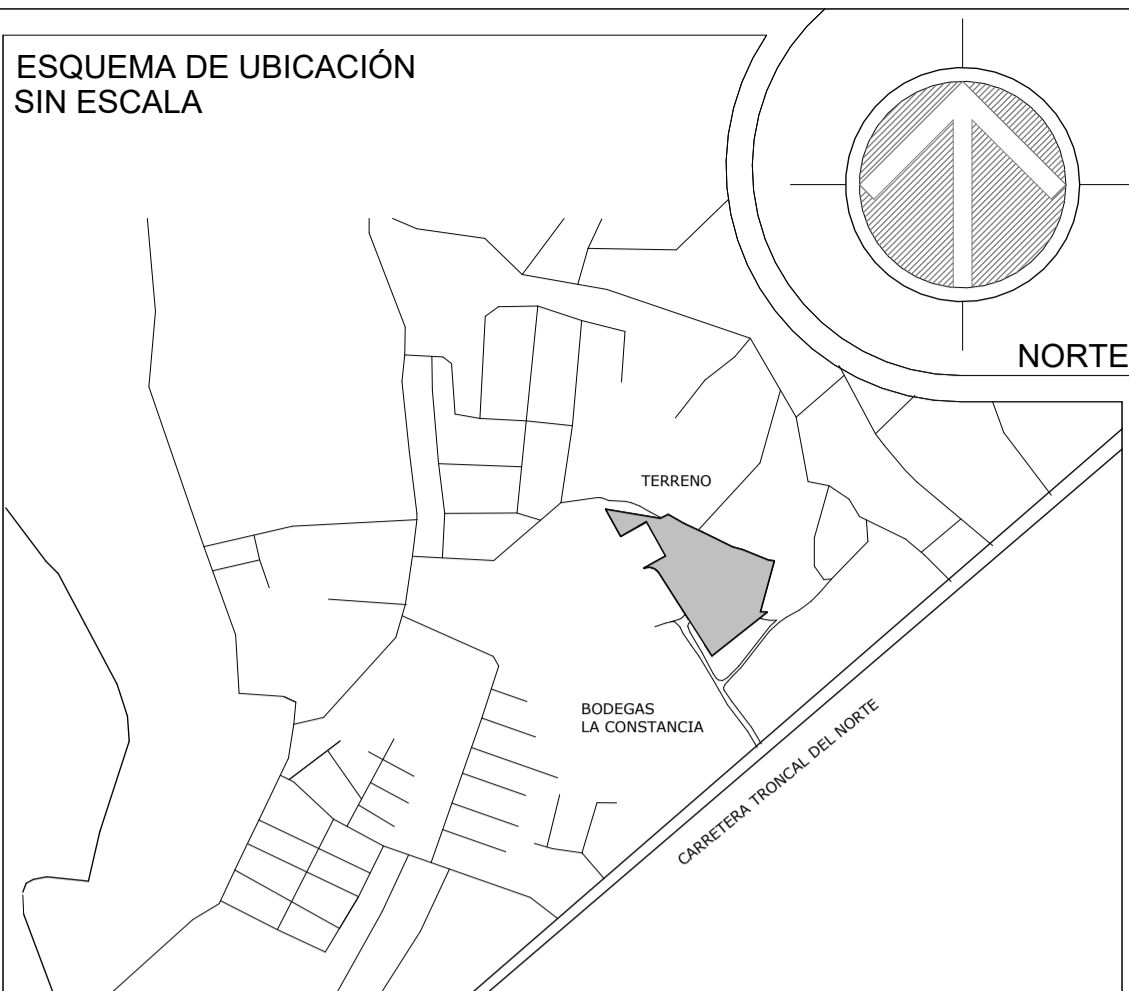 ESQUEMA DE UBICACIÓN
SIN ESCALA
NORTE
TERRENO
BODEGAS
LA CONSTANCIA
CARRETERA TRONCAL DEL NORTE